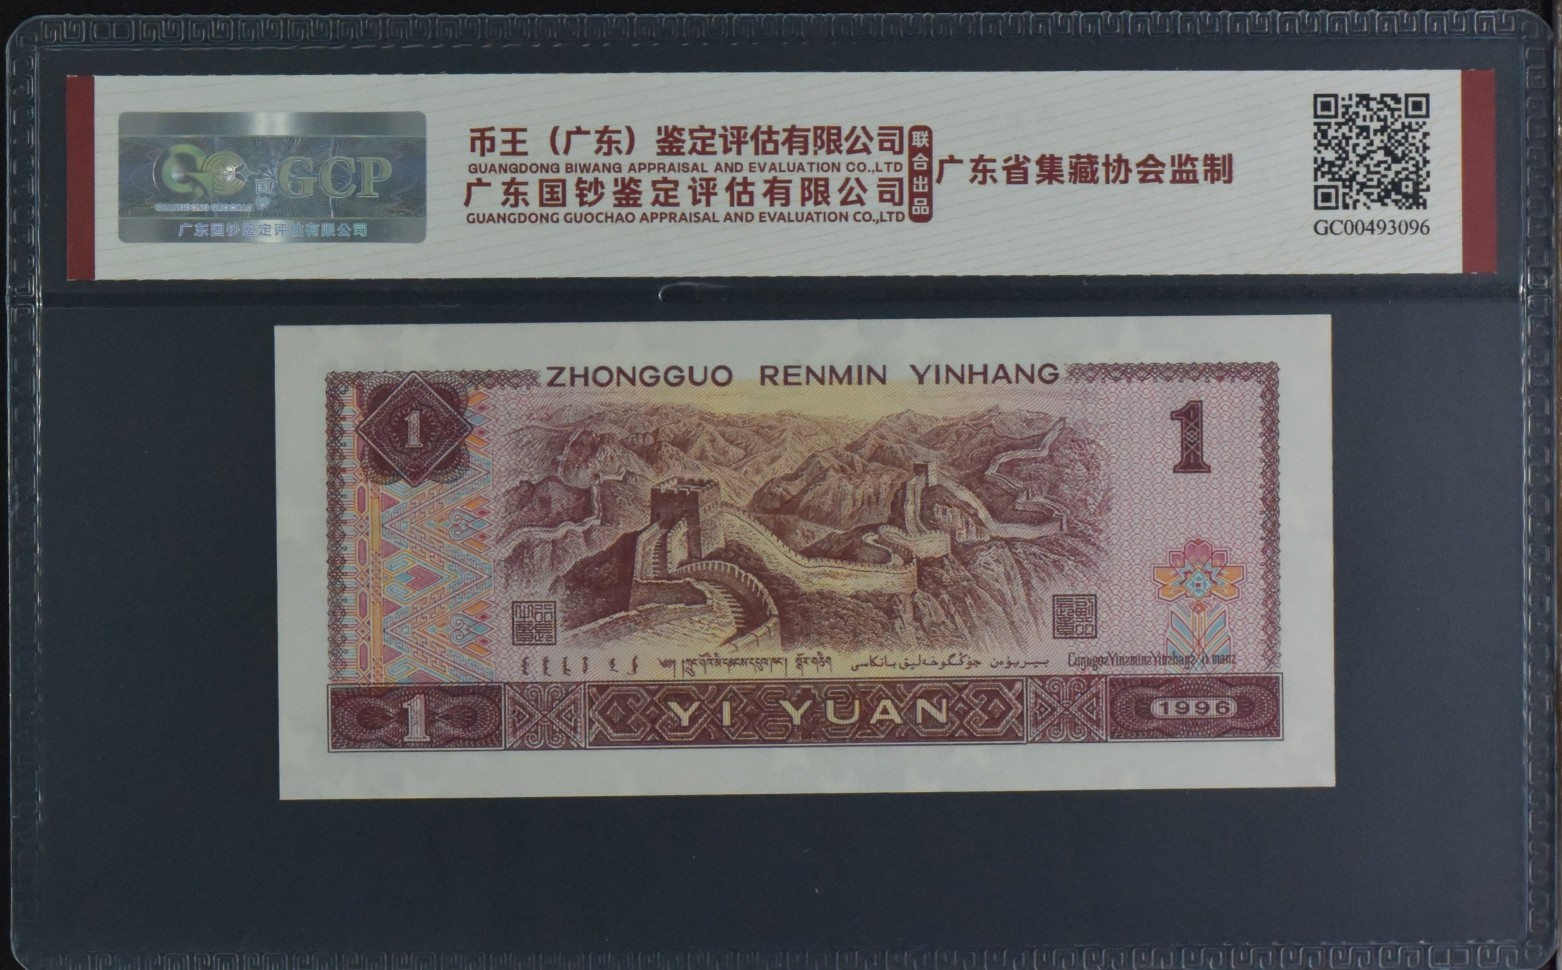 GCP
广东国钞鉴定评估有限公司
币王（广东）鉴定评估有限公司
GUANGDONG BIWANG APPRAISAL AND EVALUATION CO.,LTD
广东国钞鉴定评估有限公司
GUANGDONG GUOCHAO APPRAISAL AND EVALUATION CO.,LTD
联合出品
广东省集藏协会监制
GC00493096
ZHONGGUO RENMIN YINHANG
1
1
1
YI YUAN
1996